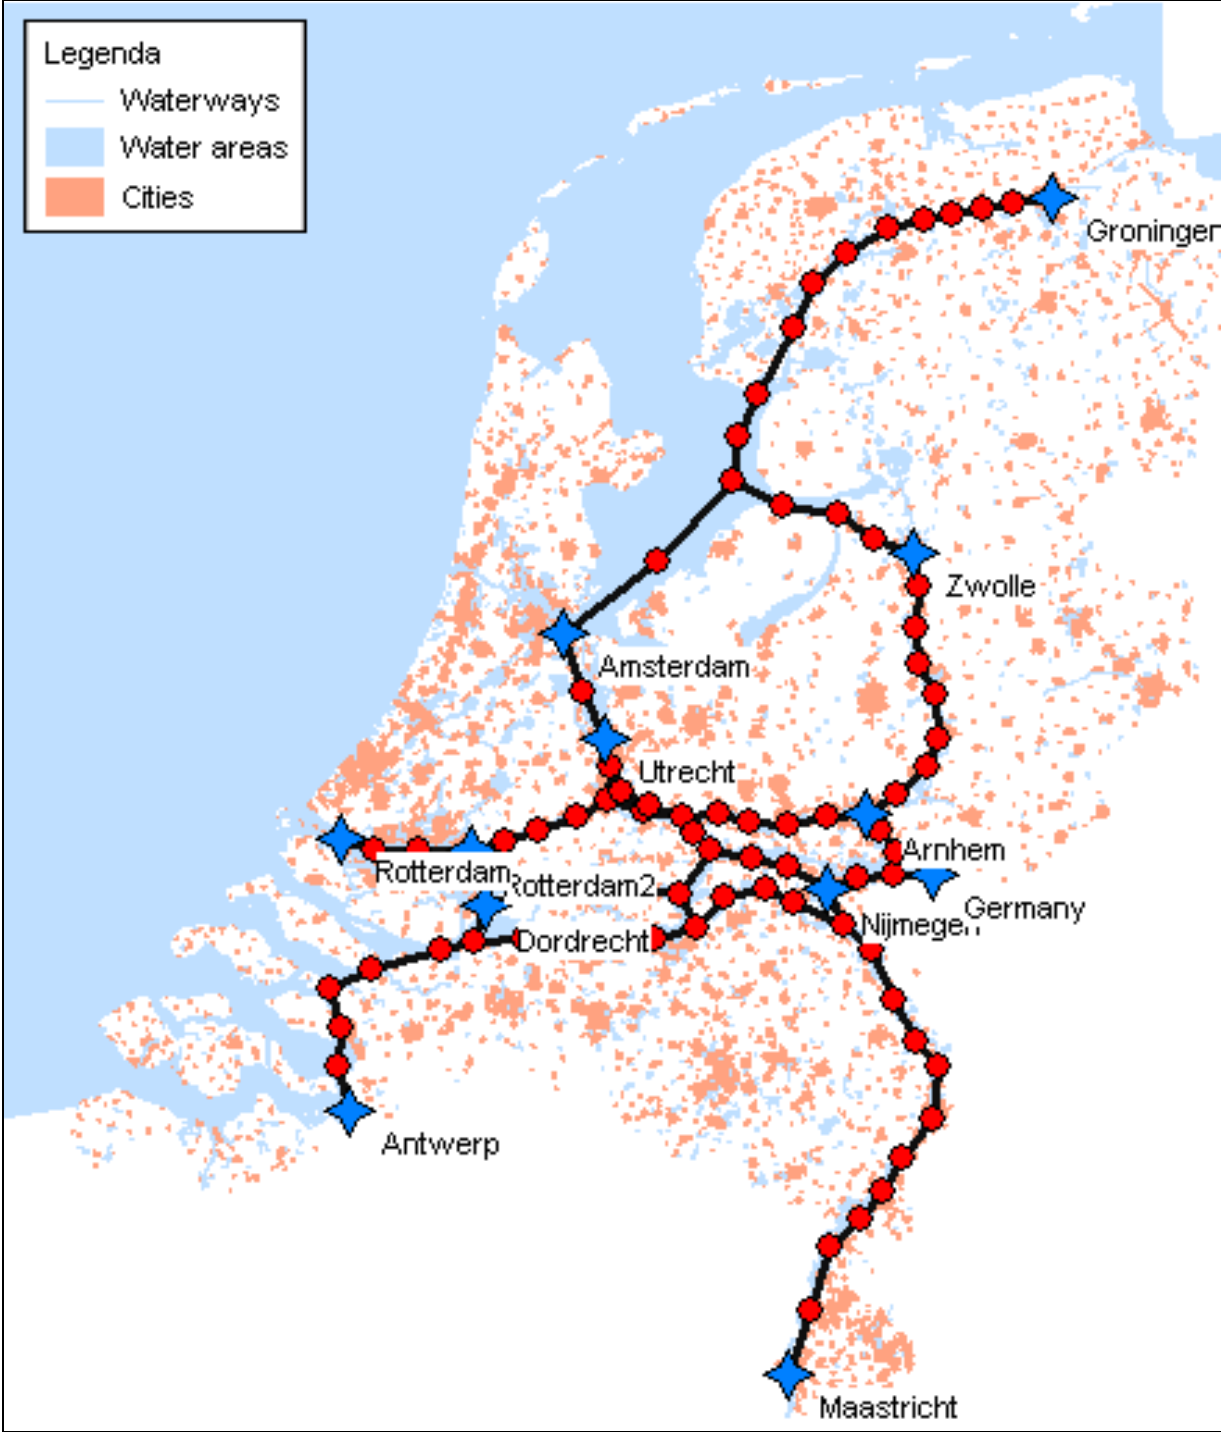 Legenda
Waterways
Water areas
Cities
Groningen
Zwolle
Amsterdam
Utrecht
Arnhem
Rotterdam
Rotterdam2
Germany
Nijmegen
Dordrecht
Antwerp
Maastricht